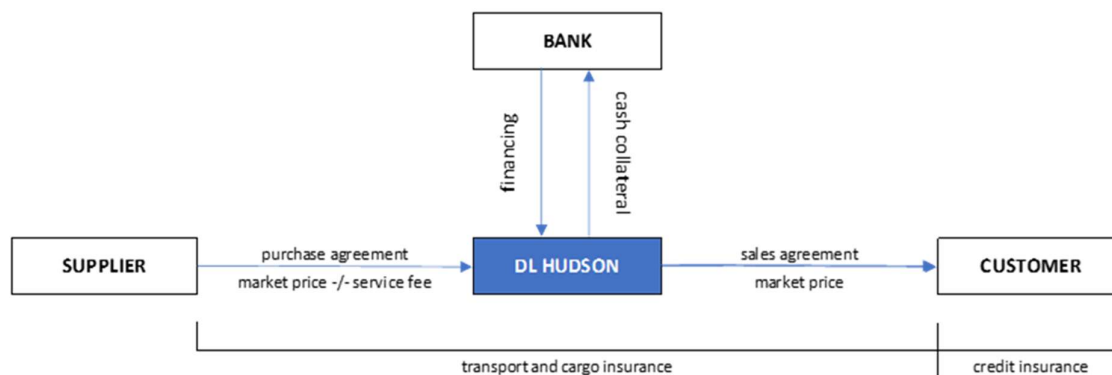 BANK
financing
cash collateral
SUPPLIER
purchase agreement
market price -/- service fee
DL HUDSON
sales agreement
market price
CUSTOMER
transport and cargo insurance
credit insurance